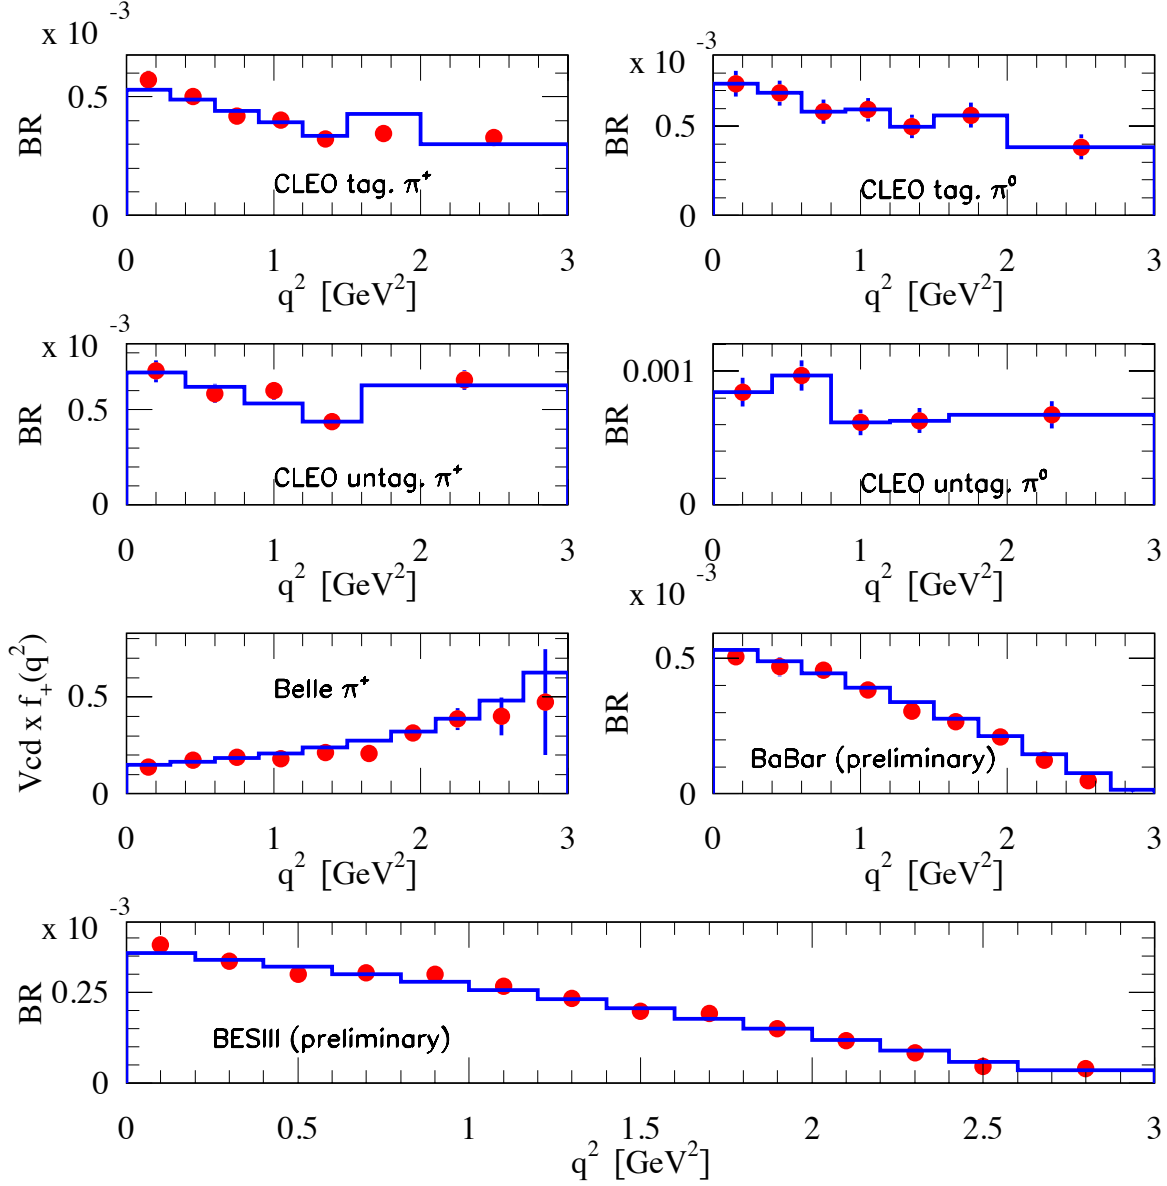 x 10 -3
BR
0.5
0
CLEO tag. π+
0 1 2 3
q2 [GeV2]
x 10 -3
BR
1
0.5
0
CLEO tag. π0
0 1 2 3
q2 [GeV2]
x 10 -3
BR
0.5
0
CLEO untag. π+
0 1 2 3
q2 [GeV2]
BR
0.001
0
CLEO untag. π0
0 1 2 3
q2 [GeV2]
Vcd x f+(q2)
0.5
0
Belle π+
0 1 2 3
q2 [GeV2]
x 10 -3
BR
0.5
0
BaBar (preliminary)
0 1 2 3
q2 [GeV2]
x 10 -3
BR
0.25
0
BESIII (preliminary)
0 0.5 1 1.5 2 2.5 3
q2 [GeV2]